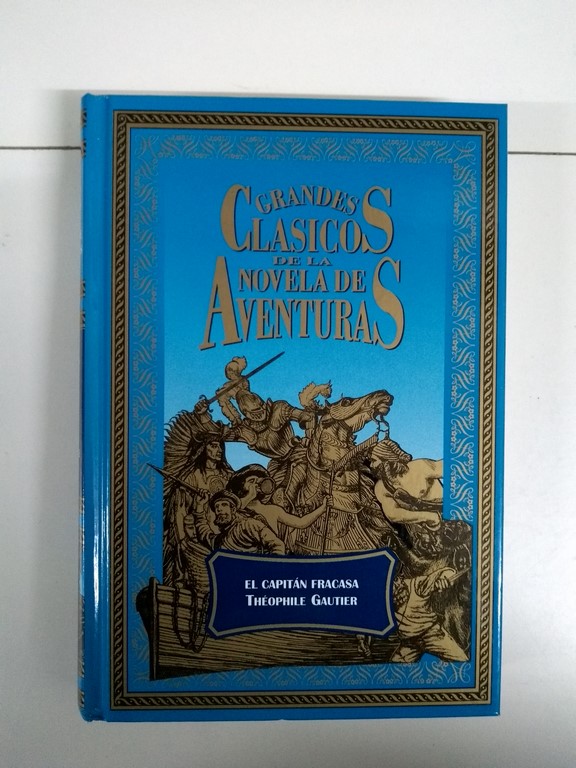 GRANDES
CLASICOS
DE LA
NOVELA DE
AVENTURAS
EL CAPITÁN FRACASA
THÉOPHILE GAUTIER